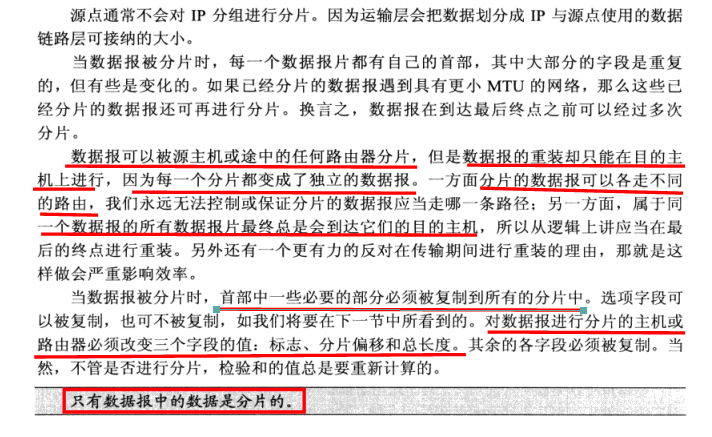 源点通常不会对 IP 分组进行分片。因为运输层会把数据划分成 IP 与源点使用的数据
链路层可接纳的大小。
当数据报被分片时，每一个数据报片都有自己的首部，其中大部分的字段是重复
的，但有些是变化的。如果已经分片的数据报遇到具有更小 MTU 的网络，那么这些已
经分片的数据报还可再进行分片。换言之，数据报在到达最后终点之前可以经过多次
分片。
数据报可以被源主机或途中的任何路由器分片，但是数据报的重装却只能在目的主
机上进行，因为每一个分片都变成了独立的数据报。一方面分片的数据报可以各走不同
的路由，我们永远无法控制或保证分片的数据报应当走哪一条路径；另一方面，属于同
一个数据报的所有数据报片最终总是会到达它们的目的主机，所以从逻辑上讲应当在最
后的终点进行重装。另外还有一个更有力的反对在传输期间进行重装的理由，那就是这
样做会严重影响效率。
当数据报被分片时，首部中一些必要的部分必须被复制到所有的分片中。选项字段可
以被复制，也可不被复制，如我们将要在下一节中所看到的。对数据报进行分片的主机或
路由器必须改变三个字段的值：标志、分片偏移和总长度。其余的各字段必须被复制。当
然，不管是否进行分片，检验和的值总是要重新计算的。
只有数据报中的数据是分片的。